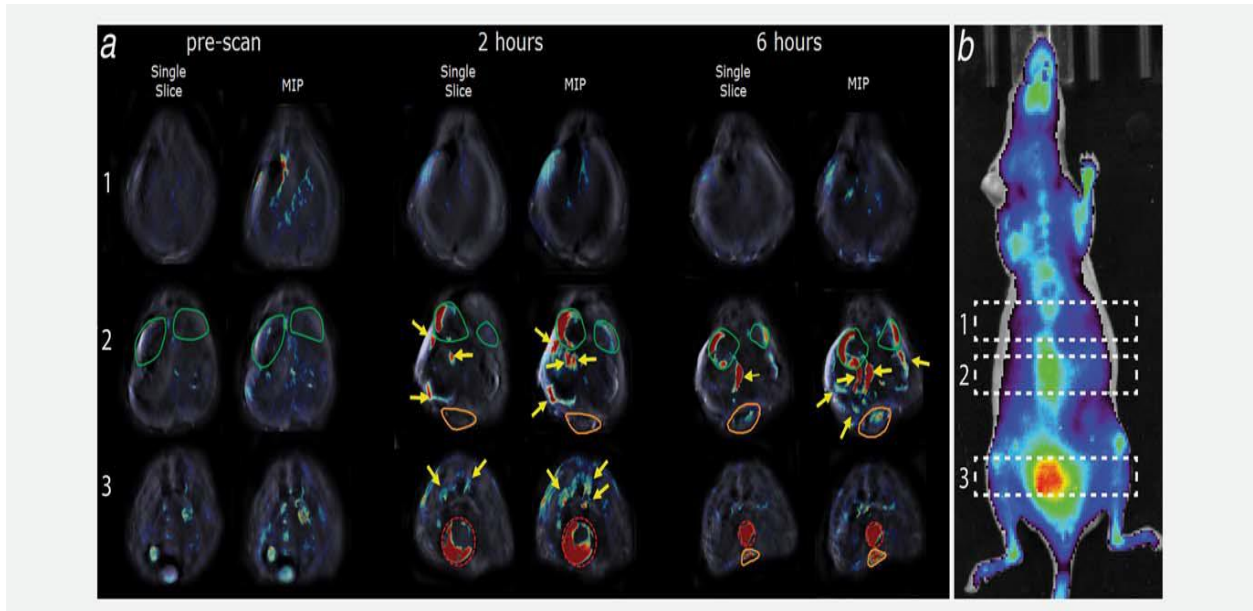 a
pre-scan
2 hours
6 hours
b
Single
Slice
MIP
Single
Slice
MIP
Single
Slice
MIP
1
2
3
1
2
3